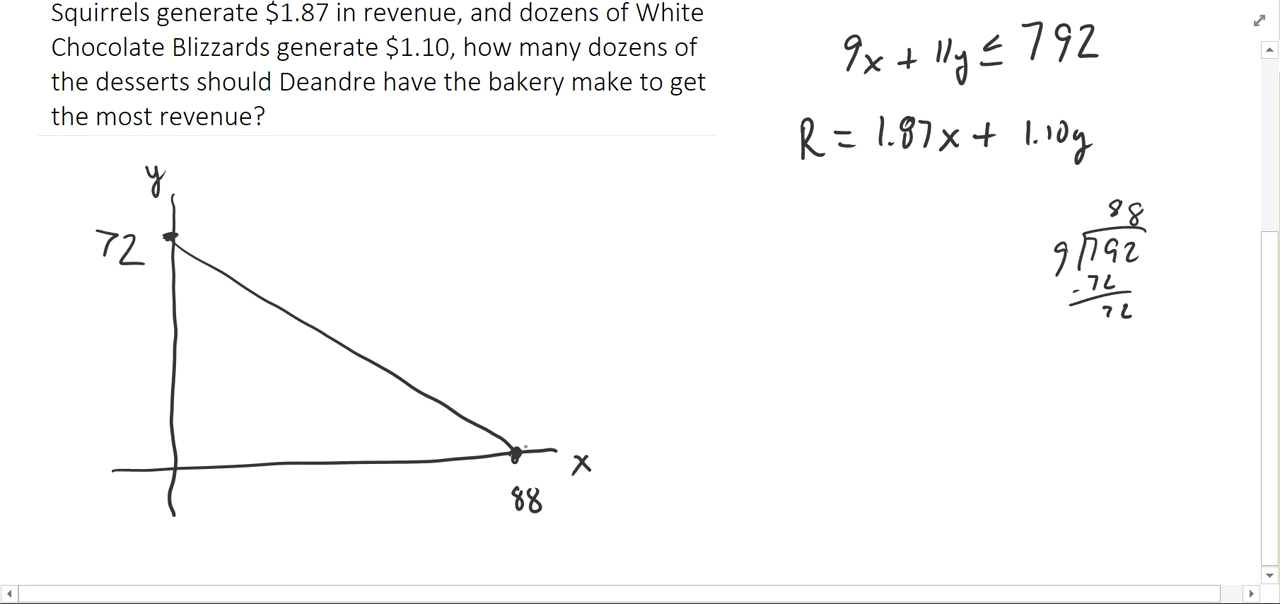 Squirrels generate $1.87 in revenue, and dozens of White
Chocolate Blizzards generate $1.10, how many dozens of
the desserts should Deandre have the bakery make to get
the most revenue?
9x + 11y ≤ 792
R = 1.87x + 1.10y
y
72
x
88
88
9 792
- 72
72